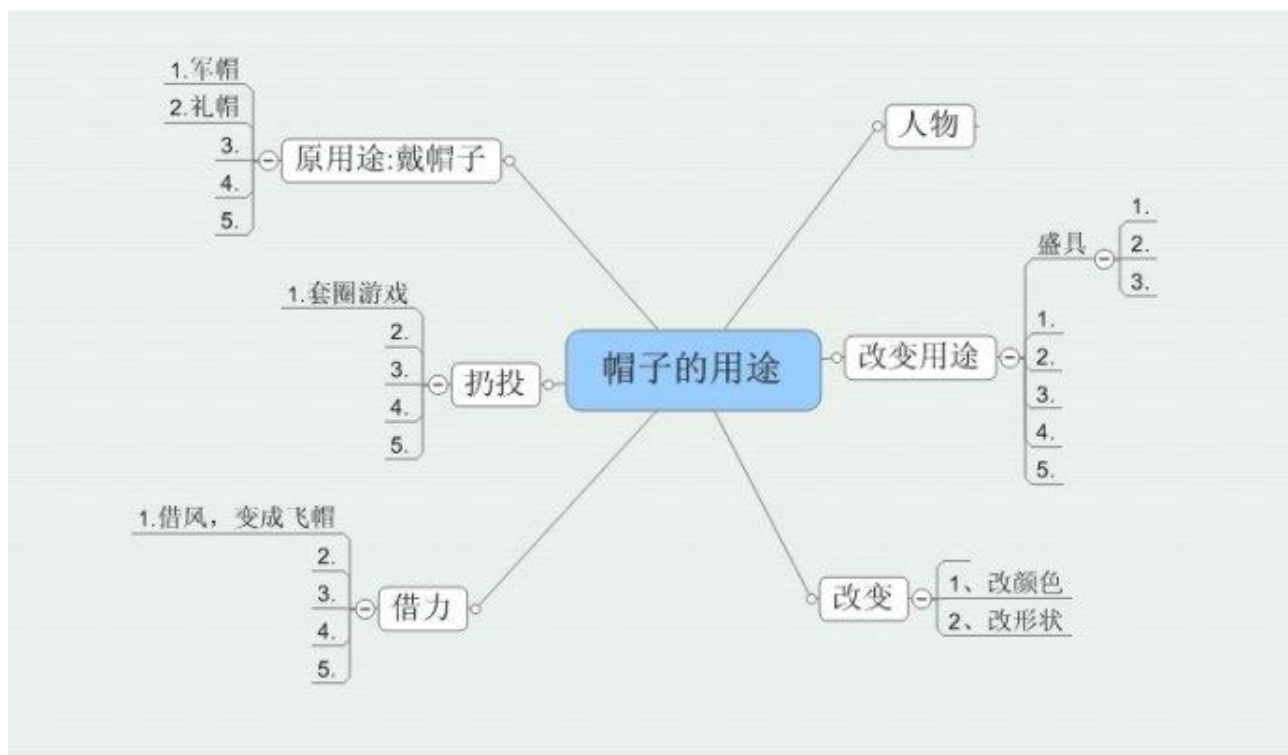 帽子的用途
原用途:戴帽子
1.军帽
2.礼帽
3.
4.
5.
扔投
1.套圈游戏
2.
3.
4.
5.
借力
1.借风，变成飞帽
2.
3.
4.
5.
人物
改变用途
盛具
1.
2.
3.
1.
2.
3.
4.
5.
改变
1、改颜色
2、改形状